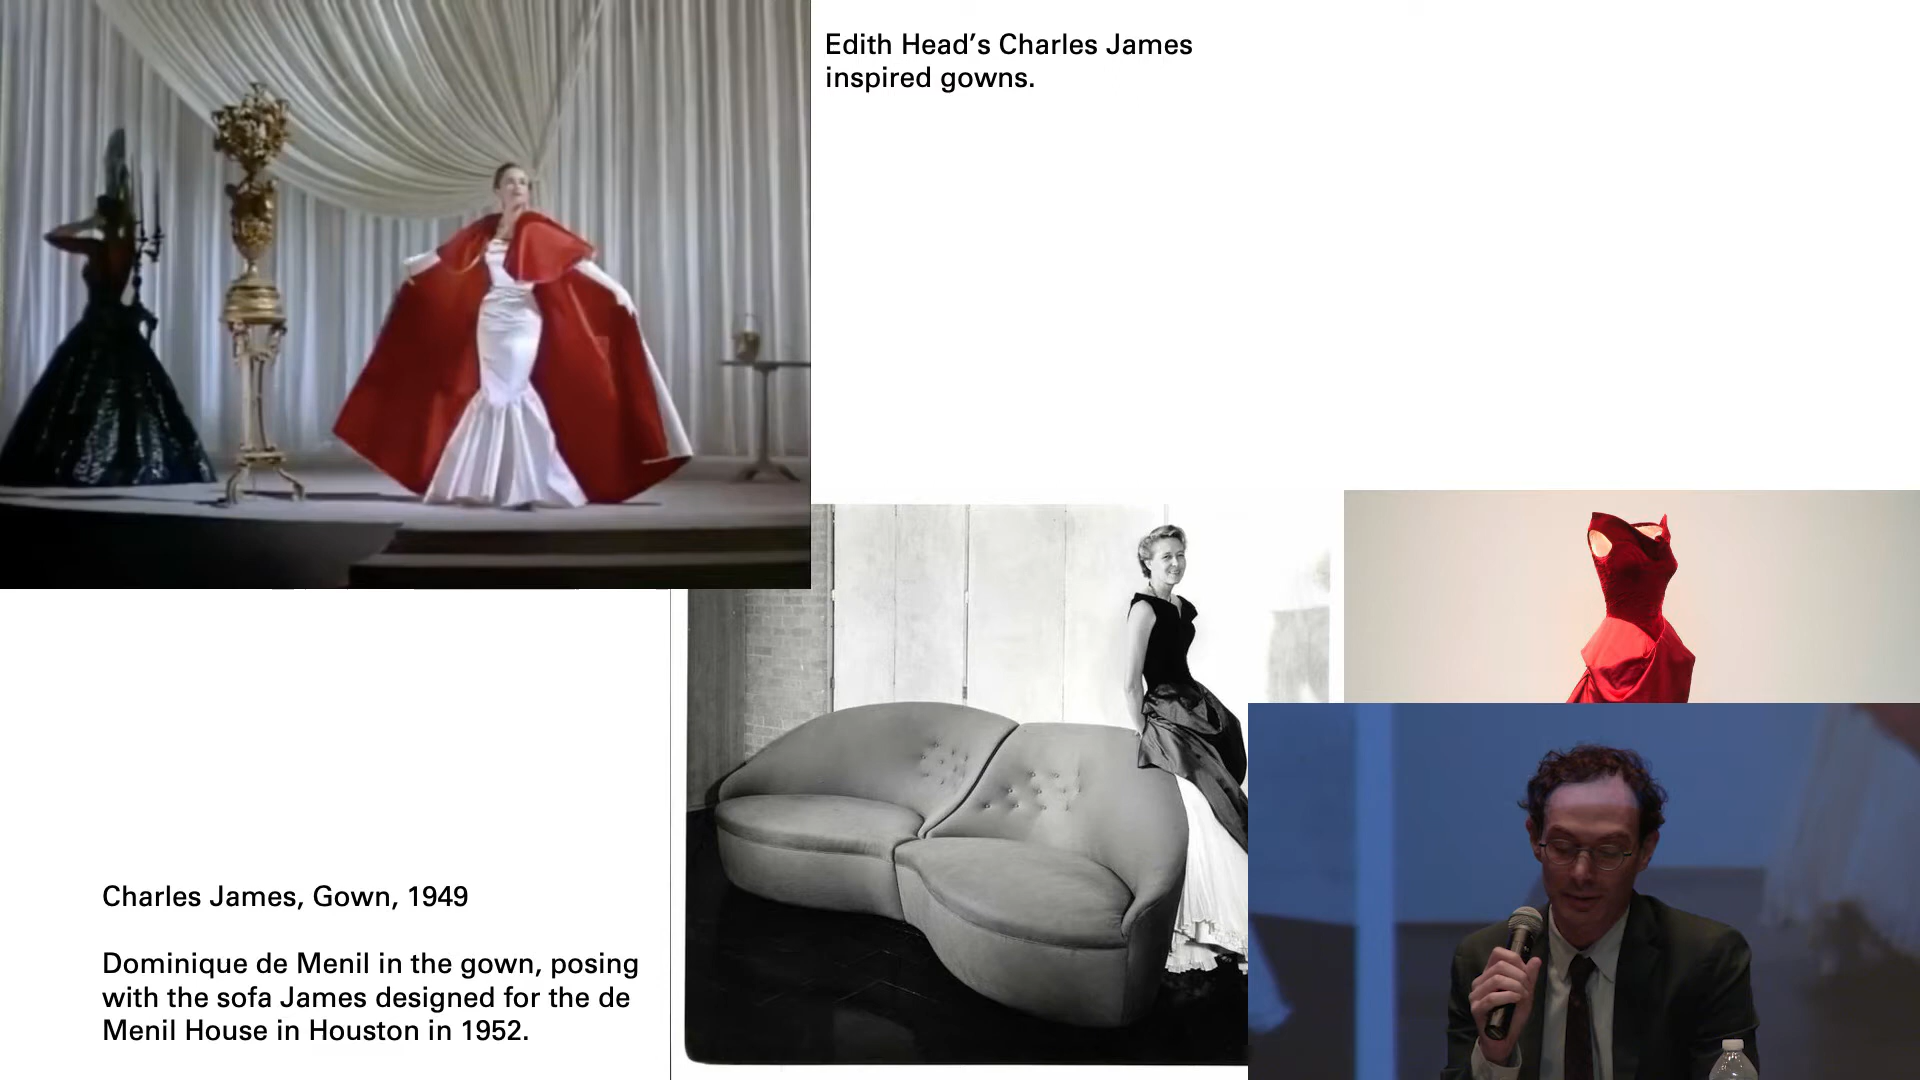 Edith Head’s Charles James
inspired gowns.
Charles James, Gown, 1949
Dominique de Menil in the gown, posing
with the sofa James designed for the de
Menil House in Houston in 1952.